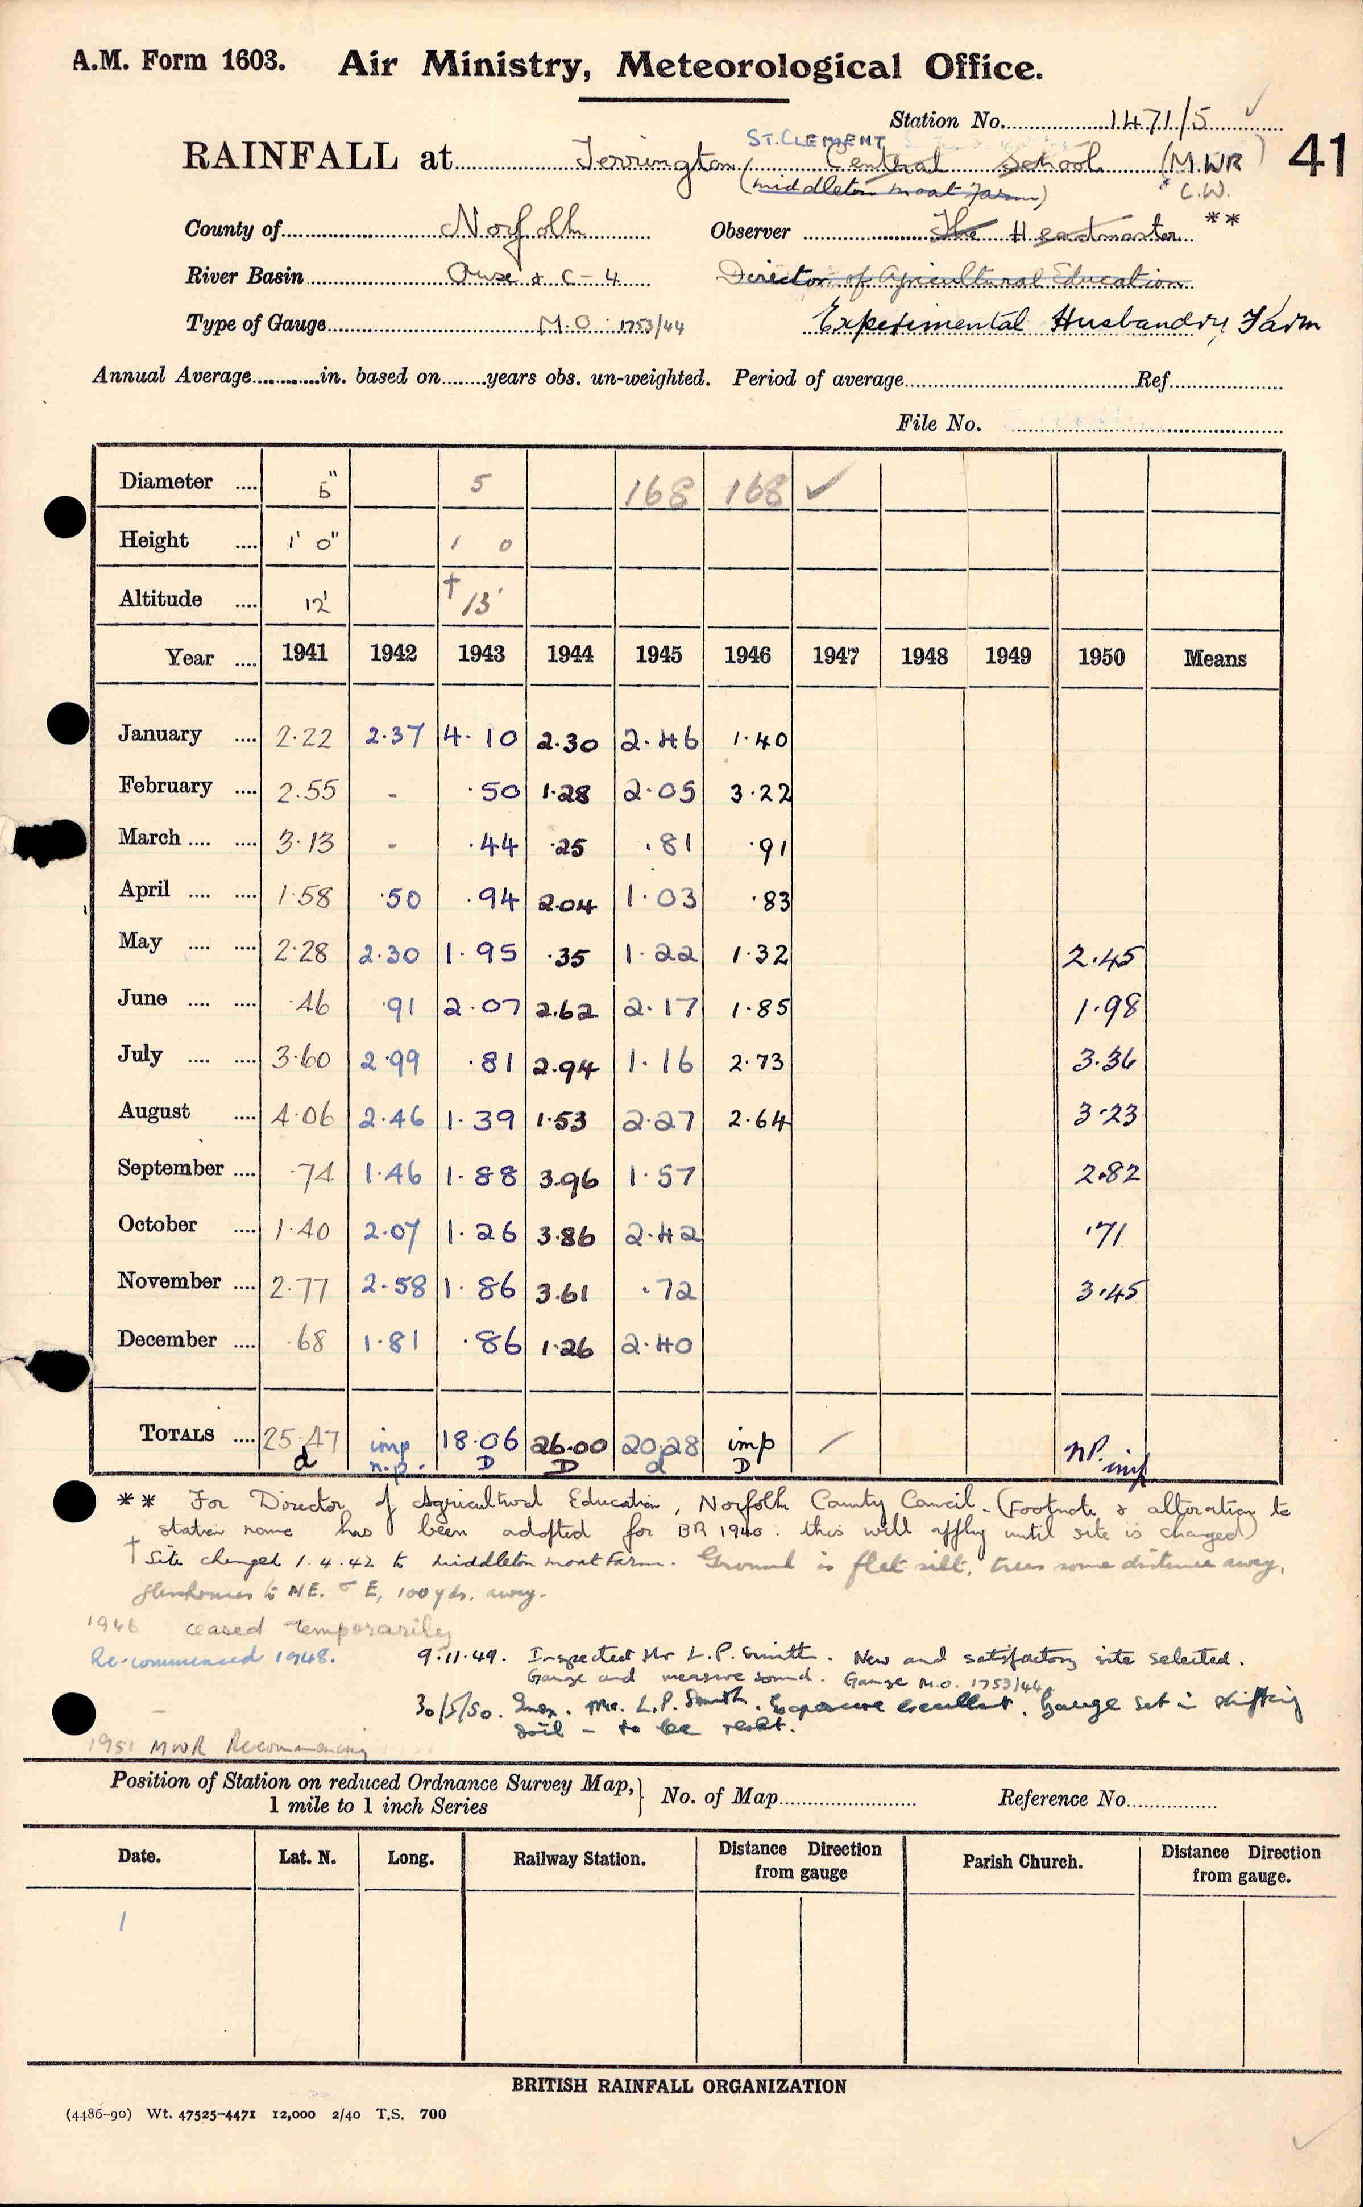 A.M. Form 1603. Air Ministry, Meteorological Office.
Station No. 1471/5 ✓
ST. CLEMENT
RAINFALL at Terrington Central School (M.WR) 41
(Middleton Moat Farm) * C.W.
County of Norfolk Observer The Headmaster **
River Basin Ouse & C-4 Director of Agricultural Education
Type of Gauge M.O. 1753/44 Experimental Husbandry Farm
Annual Average in. based on years obs. un-weighted. Period of average Ref
File No.
Diameter .... 5" 5 168 168 ✓
Height .... 1' 0" 1 0
Altitude .... 12' † 13'
Year .... 1941 1942 1943 1944 1945 1946 1947 1948 1949 1950 Means
January .... 2.22 2.37 4.10 2.30 2.46 1.40
February .... 2.55 - .50 1.28 2.05 3.22
March .... .... 3.13 - .44 .25 .81 .91
April .... .... 1.58 .50 .94 2.04 1.03 .83
May .... .... 2.28 2.30 1.95 .35 1.22 1.32 2.45
June .... .... .46 .91 2.07 2.62 2.17 1.85 1.98
July .... .... 3.60 2.99 .81 2.94 1.16 2.73 3.36
August .... 4.06 2.46 1.39 1.53 2.27 2.64 3.23
September .... .74 1.46 1.88 3.96 1.57 2.82
October .... 1.40 2.07 1.26 3.86 2.42 .71
November .... 2.77 2.58 1.86 3.61 .72 3.45
December .... .68 1.81 .86 1.26 2.40
TOTALS .... 25.47 imp 18.06 26.00 20.28 imp / n.p.
d n.p. D D d D imp
** For Director of Agricultural Education, Norfolk County Council. (Footnote & alteration to
station name has been adopted for BR 1940. this will apply until site is changed)
† Site changed 1.4.42 to Middleton Moat Farm. Ground is flat silt, trees some distance away,
glasshouses to NE. & E, 100 yds. away.
1946 ceased temporarily
Re-commenced 1948. 9.11.49. Inspected Mr L.P. Smith. New and satisfactory site selected.
Gauge and measure sound. Gauge M.O. 1753/44.
30/5/50. Insp. Mr. L.P. Smith. Exposure excellent. Gauge set in shifting
soil - to be reset.
1951 MWR Recommencing
Position of Station on reduced Ordnance Survey Map, } No. of Map Reference No.
1 mile to 1 inch Series
Date. Lat. N. Long. Railway Station. Distance Direction from gauge Parish Church. Distance Direction from gauge.
1
BRITISH RAINFALL ORGANIZATION
(4486-90) Wt. 47525-4471 12,000 2/40 T.S. 700